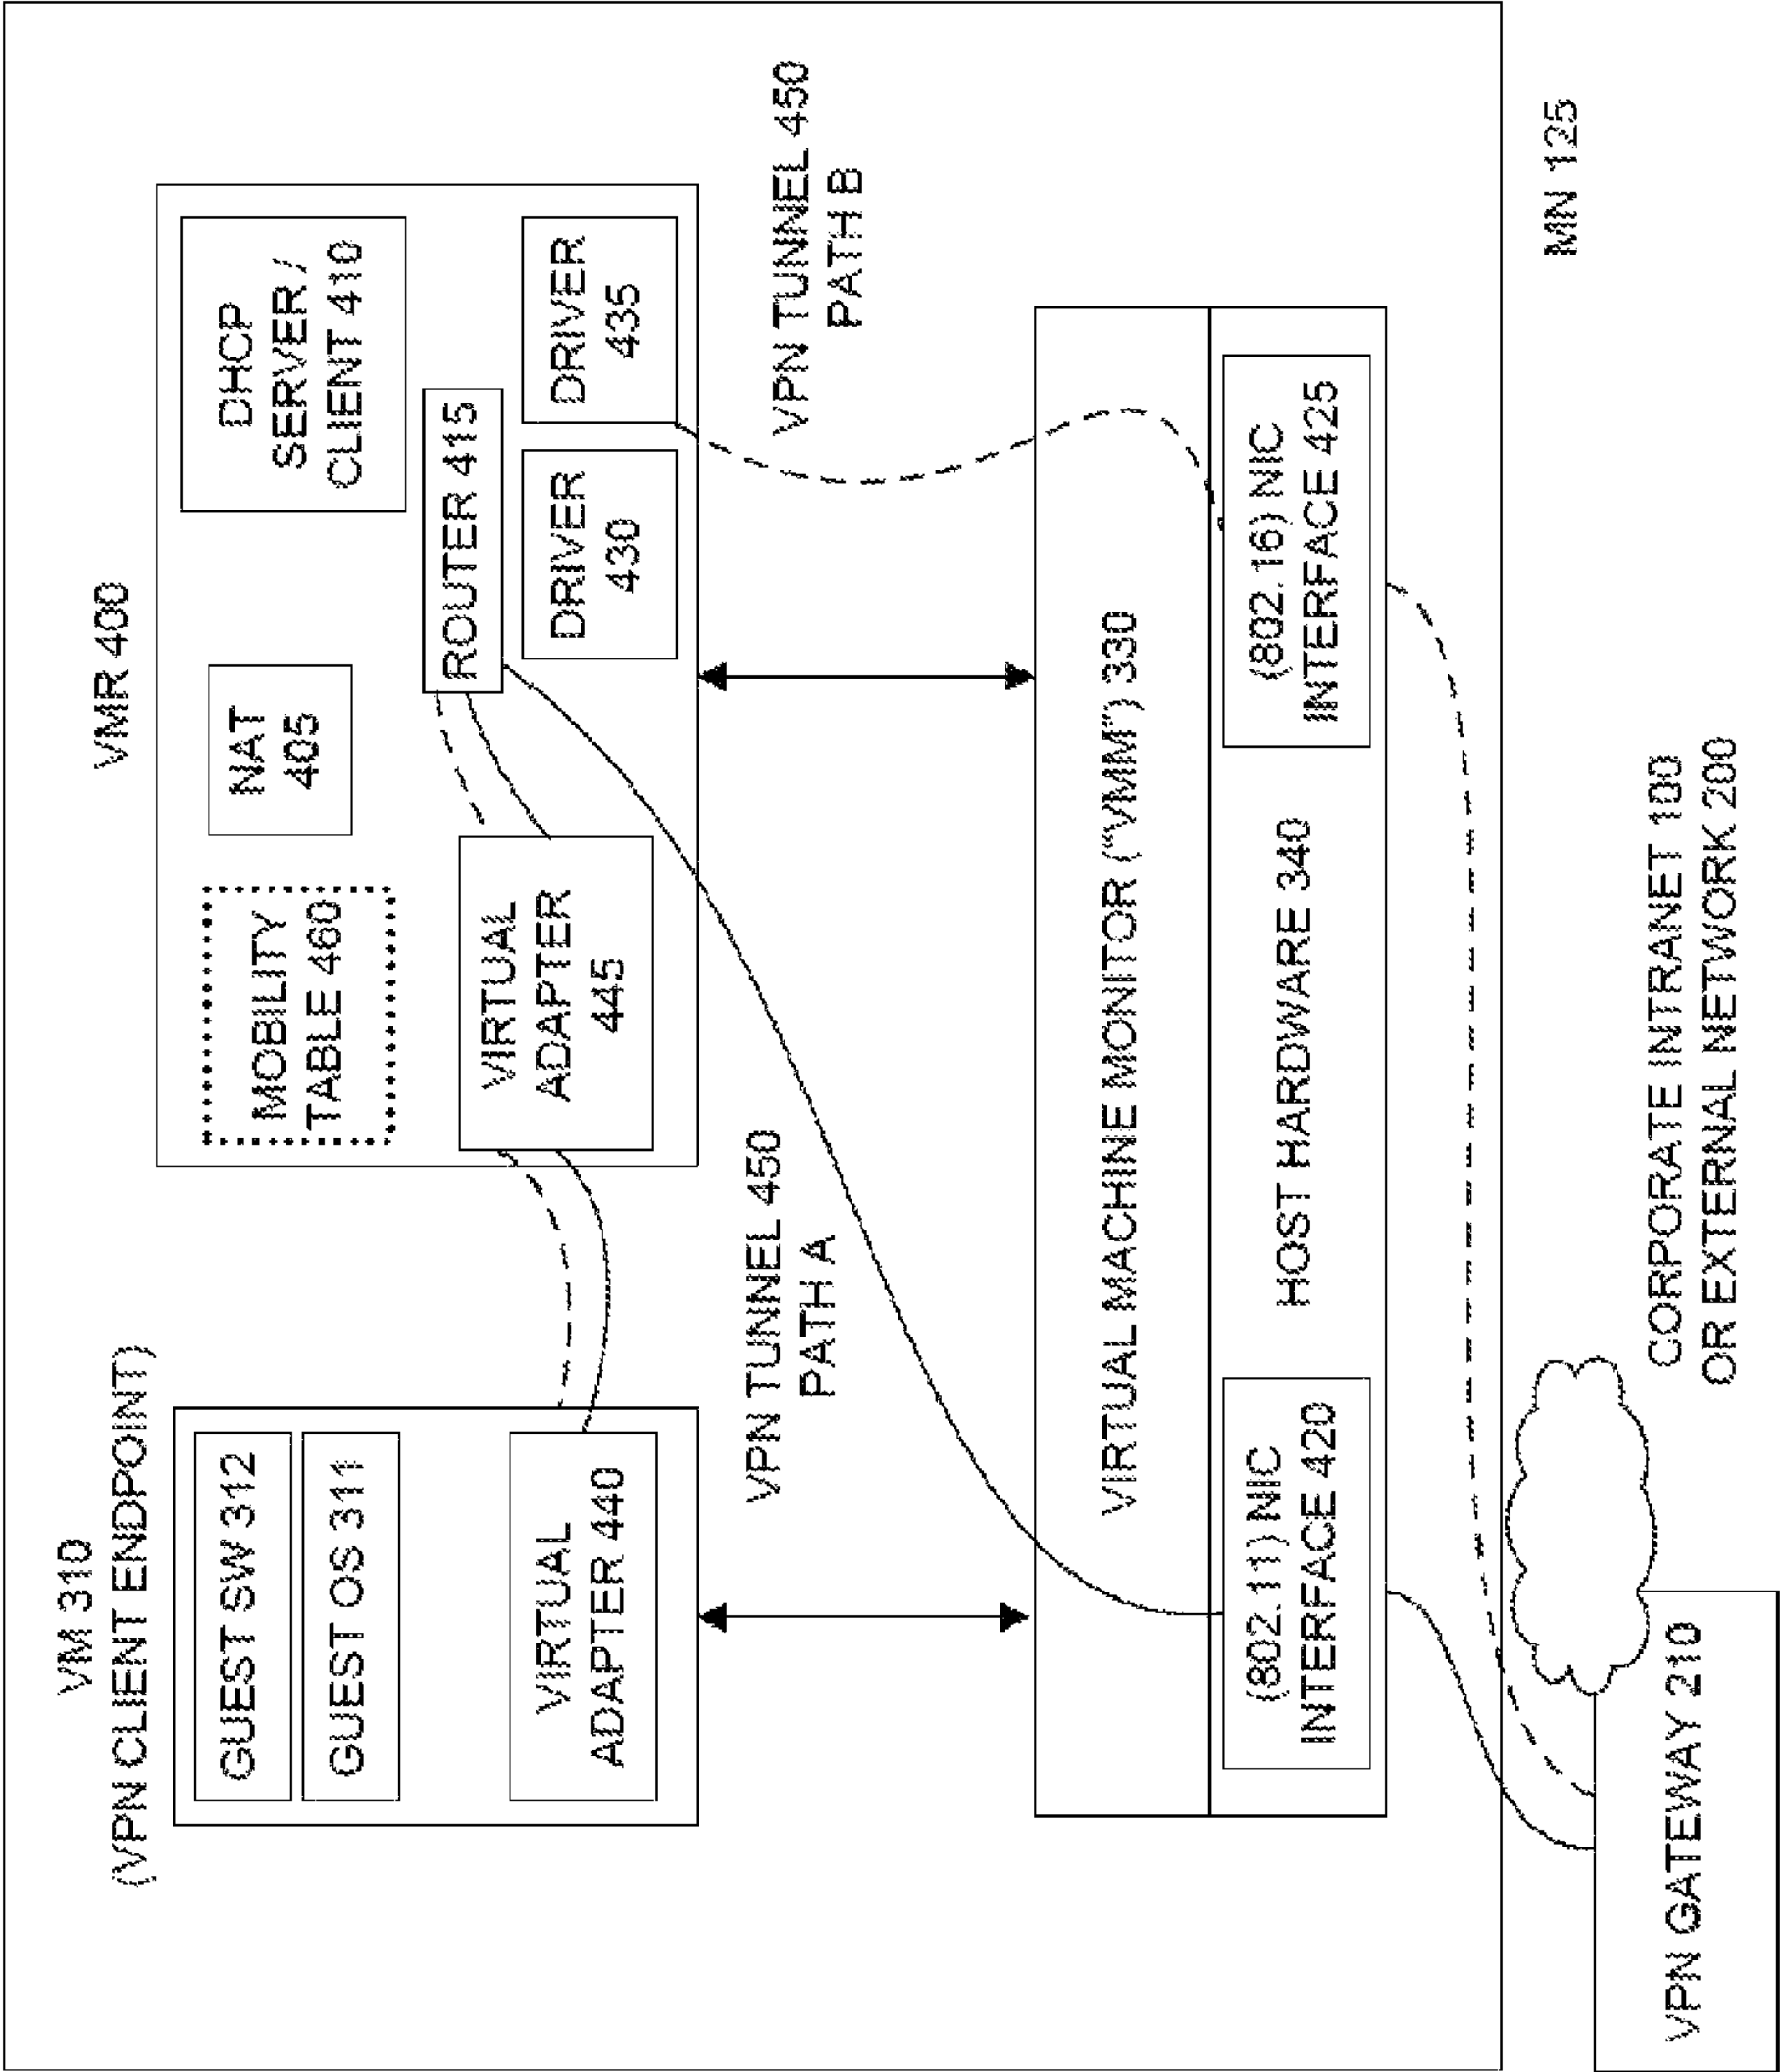 VM 310
(VPN CLIENT ENDPOINT)
GUEST SW 312
GUEST OS 311
VIRTUAL
ADAPTER 440
VMR 400
MOBILITY
TABLE 460
NAT
405
DHCP
SERVER /
CLIENT 410
VIRTUAL
ADAPTER
445
ROUTER 415
DRIVER
430
DRIVER
435
VPN TUNNEL 450
PATH A
VPN TUNNEL 450
PATH B
VIRTUAL MACHINE MONITOR ("VMM") 330
(802.11) NIC
INTERFACE 420
HOST HARDWARE 340
(802.16) NIC
INTERFACE 425
MN 125
VPN GATEWAY 210
CORPORATE INTRANET 100
OR EXTERNAL NETWORK 200